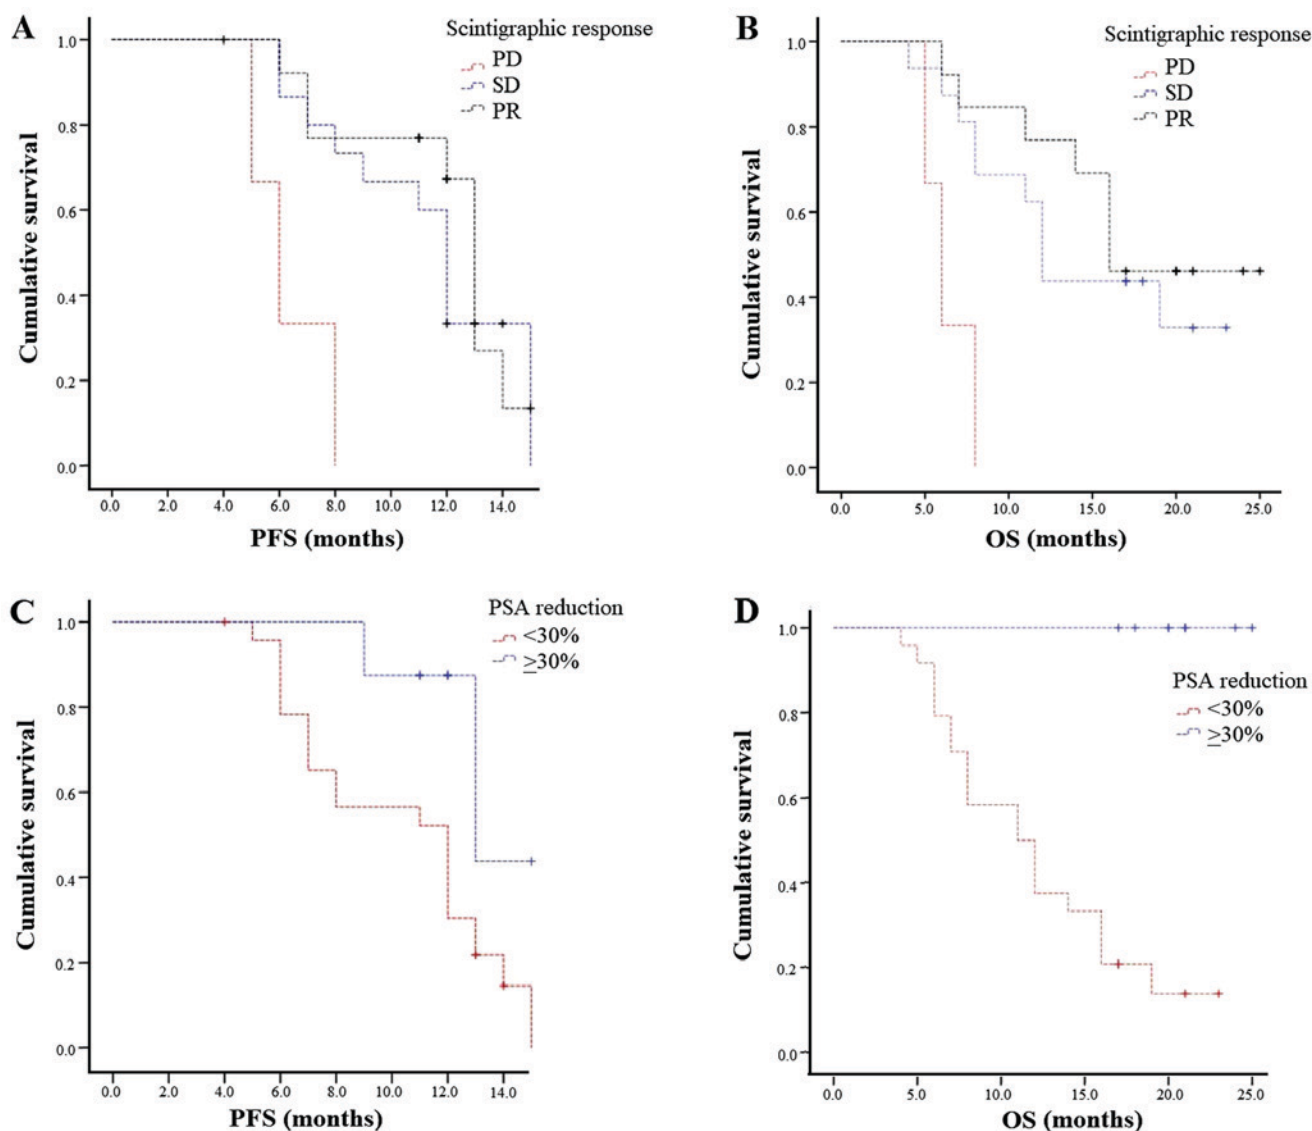 A
Scintigraphic response
PD
SD
PR
Cumulative survival
1.0
0.8
0.6
0.4
0.2
0.0
0.0 2.0 4.0 6.0 8.0 10.0 12.0 14.0
PFS (months)
B
Scintigraphic response
PD
SD
PR
Cumulative survival
1.0
0.8
0.6
0.4
0.2
0.0
0.0 5.0 10.0 15.0 20.0 25.0
OS (months)
C
PSA reduction
<30%
≥30%
Cumulative survival
1.0
0.8
0.6
0.4
0.2
0.0
0.0 2.0 4.0 6.0 8.0 10.0 12.0 14.0
PFS (months)
D
PSA reduction
<30%
≥30%
Cumulative survival
1.0
0.8
0.6
0.4
0.2
0.0
0.0 5.0 10.0 15.0 20.0 25.0
OS (months)